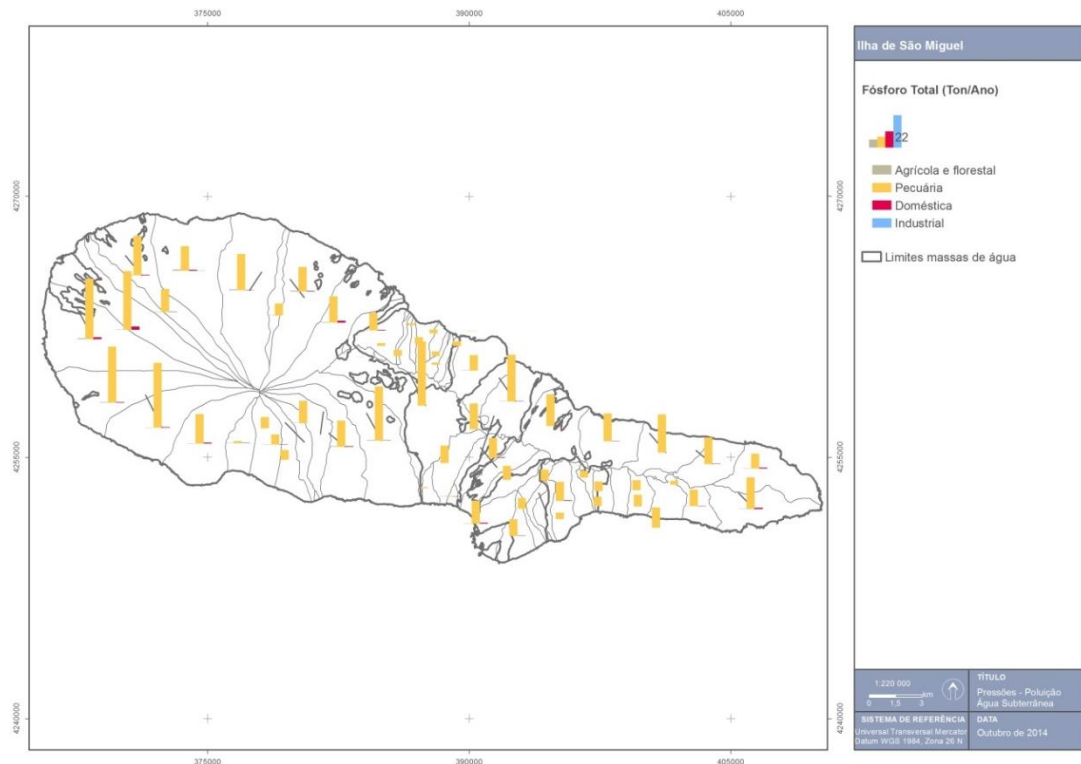 375000
390000
405000
4270000
4270000
4255000
4255000
4240000
4240000
375000
390000
405000
Ilha de São Miguel
Fósforo Total (Ton/Ano)
22
Agrícola e florestal
Pecuária
Doméstica
Industrial
Limites massas de água
1:220 000
km
0 1,5 3
TÍTULO
Pressões - Poluição
Água Subterrânea
SISTEMA DE REFERÊNCIA
Universal Transversal Mercator
Datum WGS 1984, Zona 26 N
DATA
Outubro de 2014